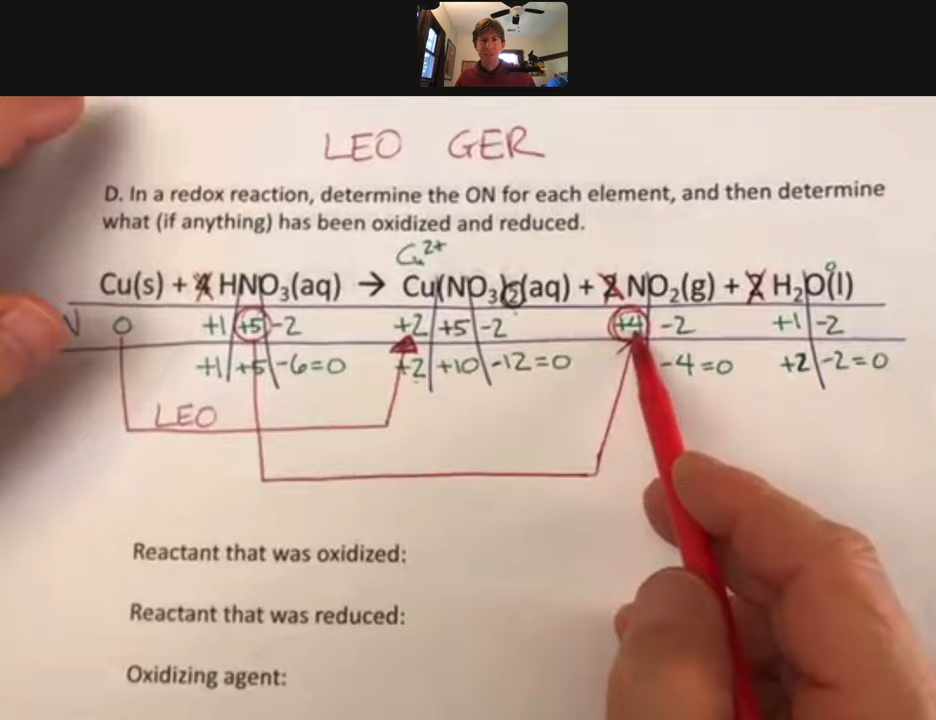 LEO GER
D. In a redox reaction, determine the ON for each element, and then determine
what (if anything) has been oxidized and reduced.
Cu²⁺
Cu(s) + 4 HNO₃(aq) → Cu(NO₃)₂(aq) + 2 NO₂(g) + 2 H₂O(l)
0 +1 +5 -2 +2 +5 -2 +4 -2 +1 -2
+1 +5 -6=0 +2 +10 -12=0 -4=0 +2 -2=0
LEO
Reactant that was oxidized:
Reactant that was reduced:
Oxidizing agent: